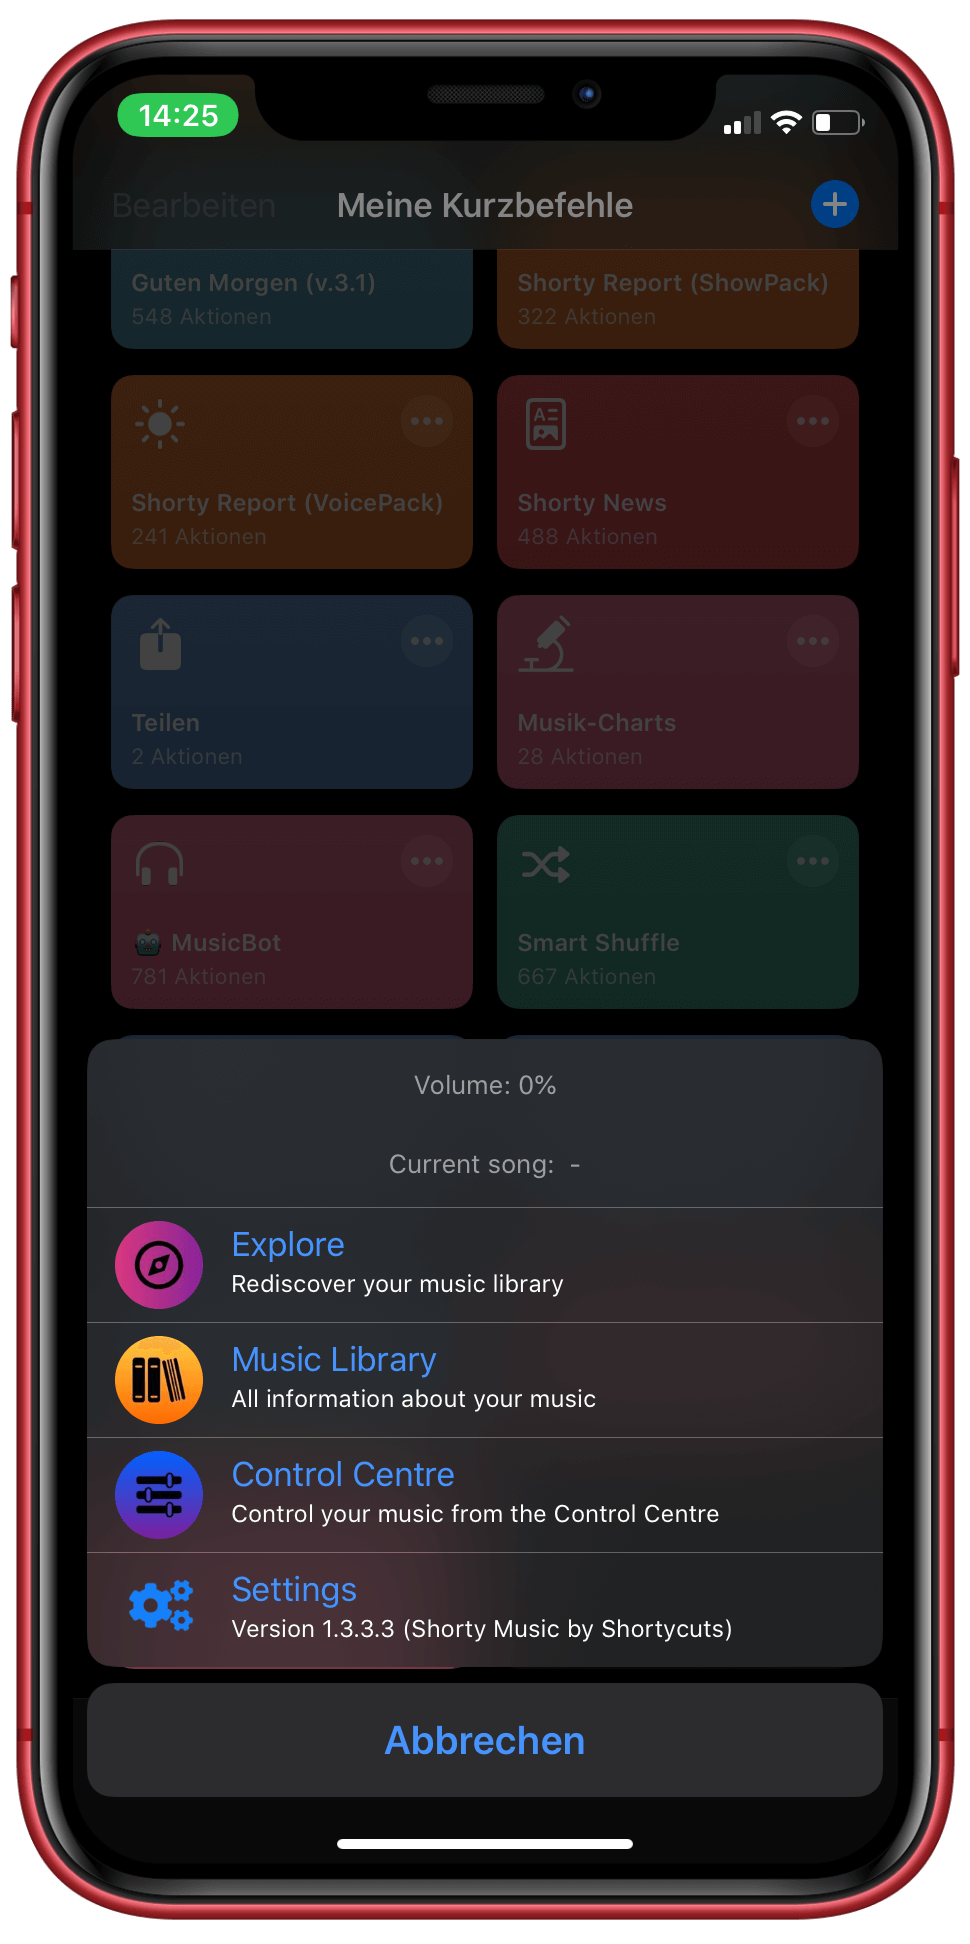 14:25
Bearbeiten
Meine Kurzbefehle
Guten Morgen (v.3.1)
548 Aktionen
Shorty Report (ShowPack)
322 Aktionen
Shorty Report (VoicePack)
241 Aktionen
A
Shorty News
488 Aktionen
Teilen
2 Aktionen
Musik-Charts
28 Aktionen
MusicBot
781 Aktionen
Smart Shuffle
667 Aktionen
Volume: 0%
Current song: -
Explore
Rediscover your music library
Music Library
All information about your music
Control Centre
Control your music from the Control Centre
Settings
Version 1.3.3.3 (Shorty Music by Shortycuts)
Abbrechen